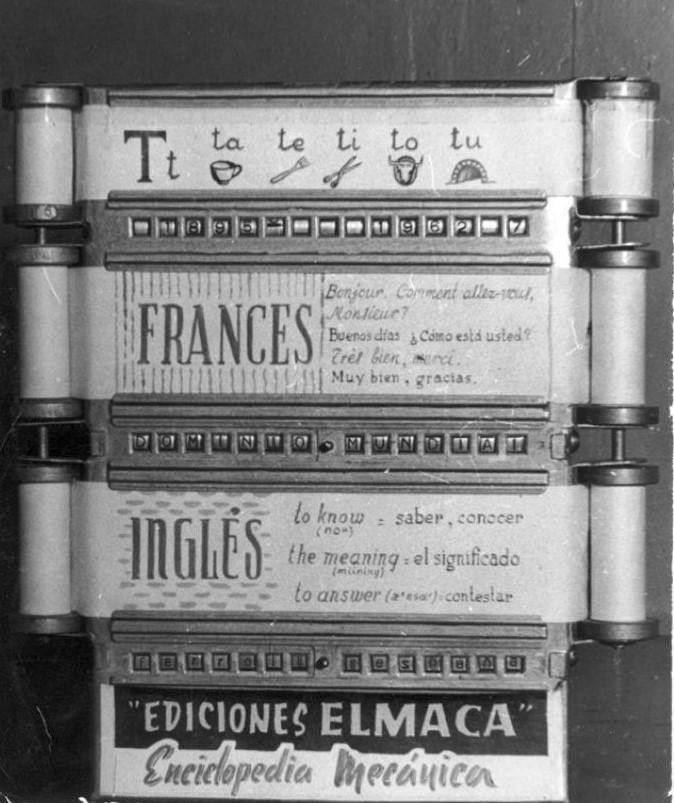 ta te ti to tu
Tt
1895 1962 7
FRANCES
Bonjour. Comment allez-vous,
Monsieur?
Buenos días ¿Cómo está usted?
Très bien, merci.
Muy bien, gracias.
DOMINIO MUNDIAL
INGLÉS
to know = saber, conocer
(nou)
the meaning = el significado
(miining)
to answer = contestar
"EDICIONES ELMACA"
Enciclopedia Mecánica